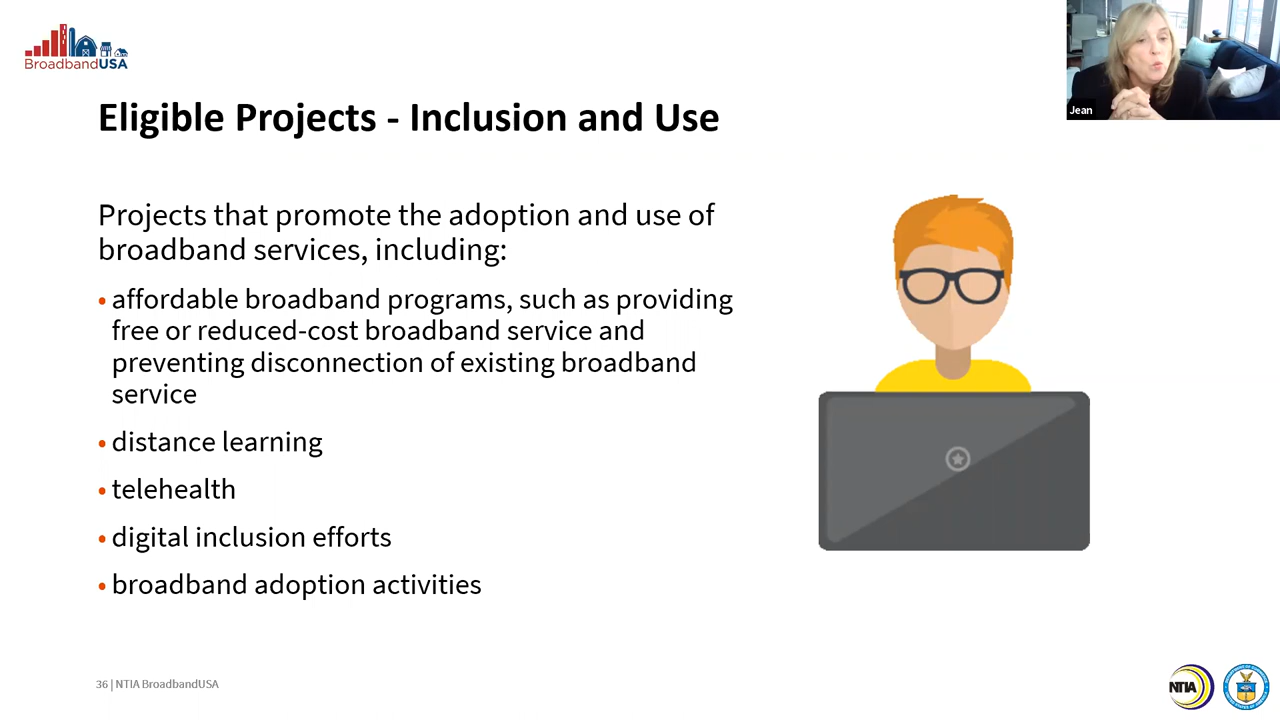 BroadbandUSA
Jean
Eligible Projects - Inclusion and Use
Projects that promote the adoption and use of
broadband services, including:
• affordable broadband programs, such as providing
free or reduced-cost broadband service and
preventing disconnection of existing broadband
service
• distance learning
• telehealth
• digital inclusion efforts
• broadband adoption activities
36 | NTIA BroadbandUSA
NTIA